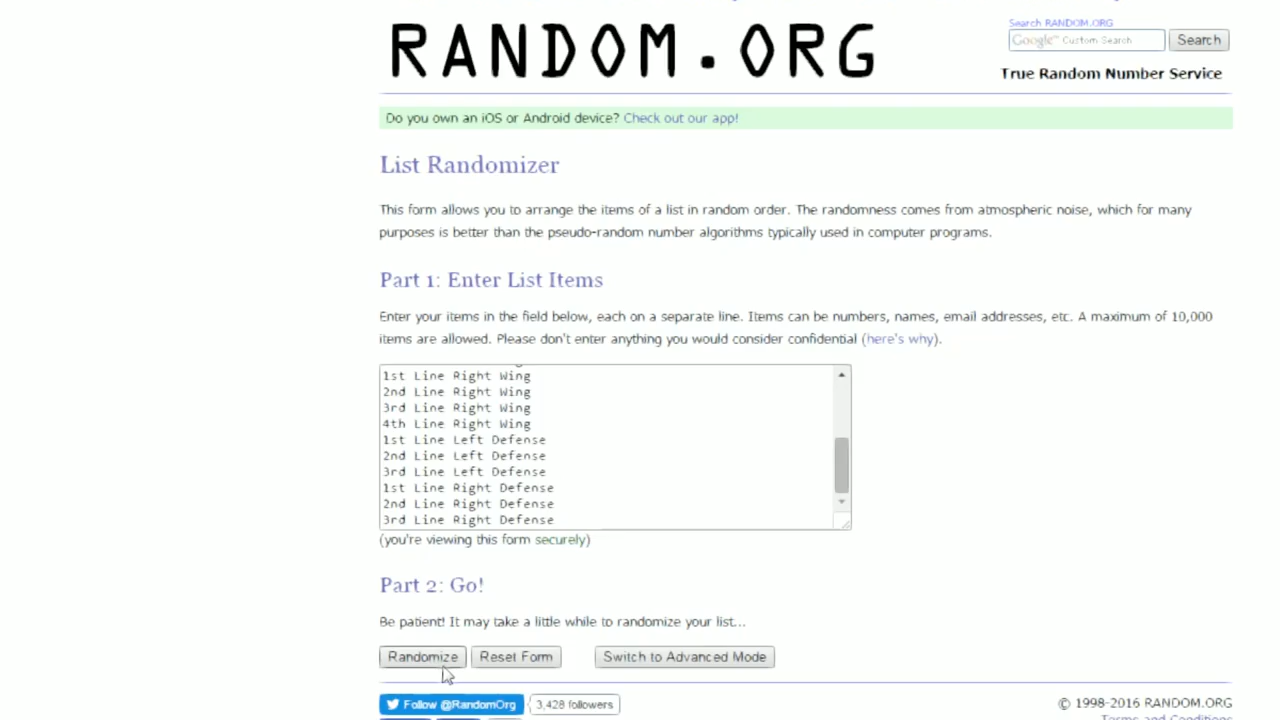 RANDOM.ORG
Search RANDOM.ORG
Google™ Custom Search
Search
True Random Number Service
Do you own an iOS or Android device? Check out our app!
List Randomizer
This form allows you to arrange the items of a list in random order. The randomness comes from atmospheric noise, which for many
purposes is better than the pseudo-random number algorithms typically used in computer programs.
Part 1: Enter List Items
Enter your items in the field below, each on a separate line. Items can be numbers, names, email addresses, etc. A maximum of 10,000
items are allowed. Please don't enter anything you would consider confidential (here's why).
1st Line Right Wing
2nd Line Right Wing
3rd Line Right Wing
4th Line Right Wing
1st Line Left Defense
2nd Line Left Defense
3rd Line Left Defense
1st Line Right Defense
2nd Line Right Defense
3rd Line Right Defense
(you're viewing this form securely)
Part 2: Go!
Be patient! It may take a little while to randomize your list...
Randomize
Reset Form
Switch to Advanced Mode
Follow @RandomOrg
3,428 followers
© 1998-2016 RANDOM.ORG
Terms and Conditions